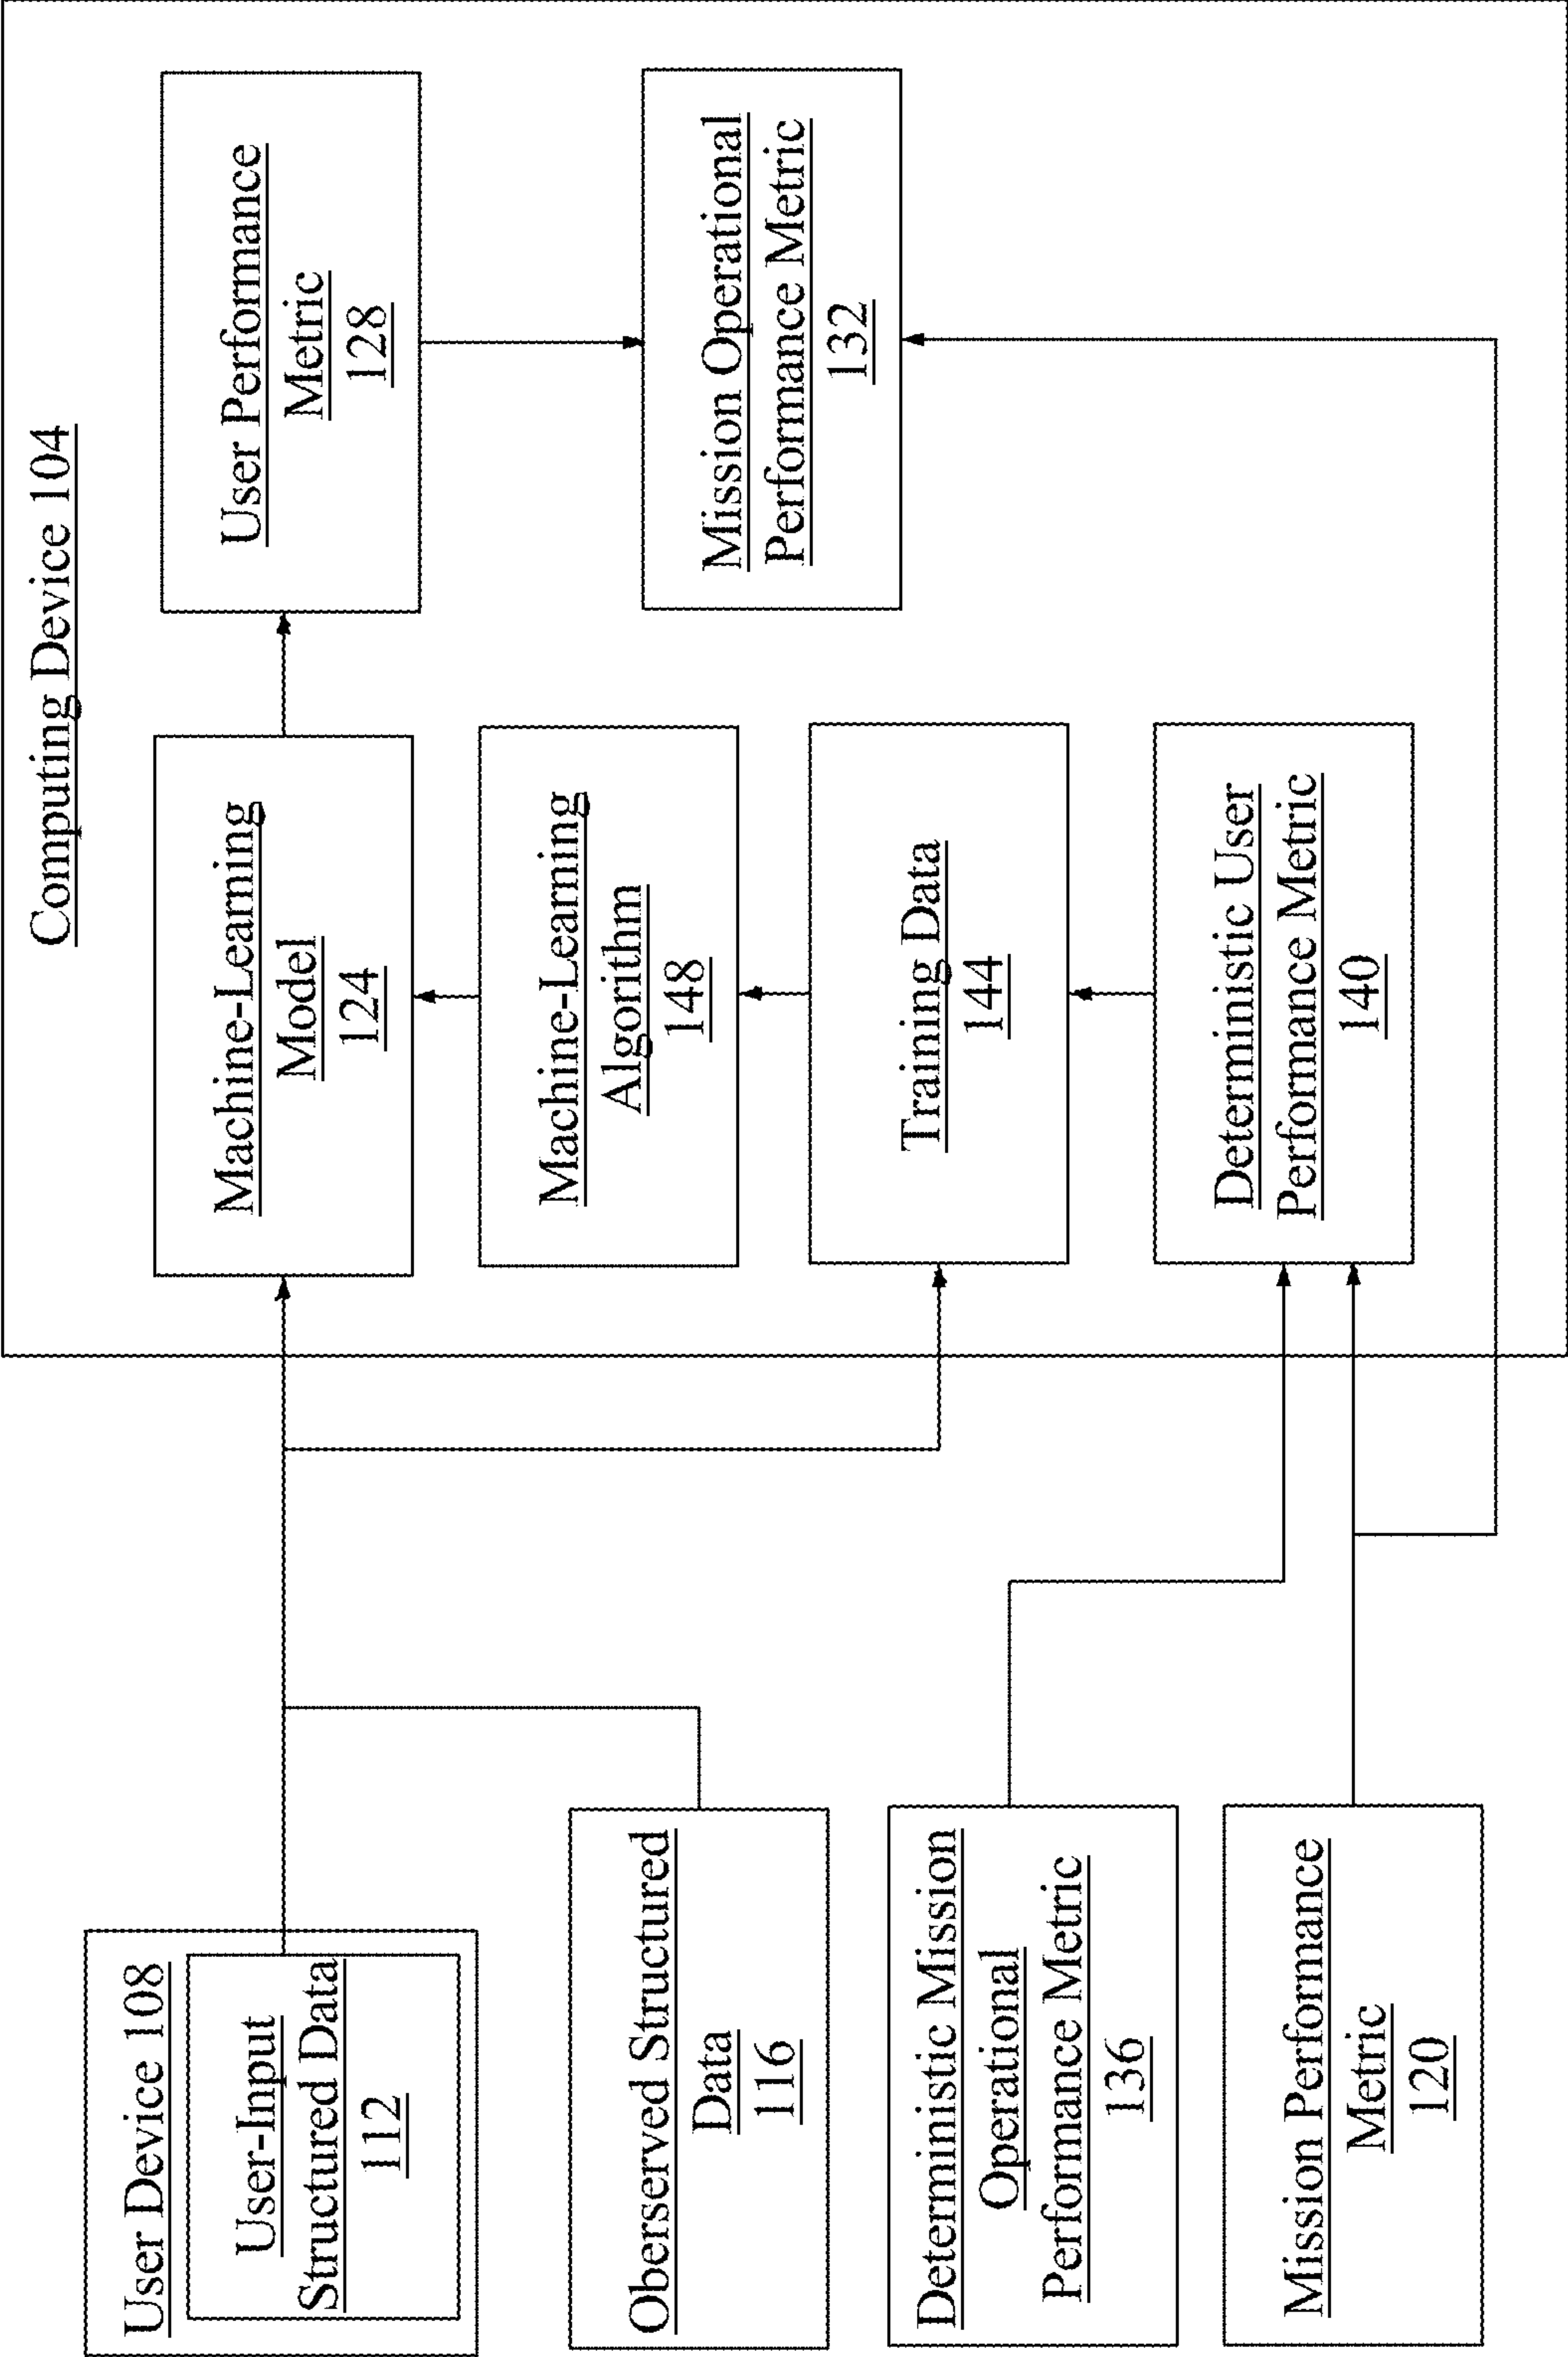 Computing Device 104
User Device 108
User-Input
Structured Data
112
Oberserved Structured
Data
116
Deterministic Mission
Operational
Performance Metric
136
Mission Performance
Metric
120
Machine-Learning
Model
124
Machine-Learning
Algorithm
148
Training Data
144
Deterministic User
Performance Metric
140
User Performance
Metric
128
Mission Operational
Performance Metric
132